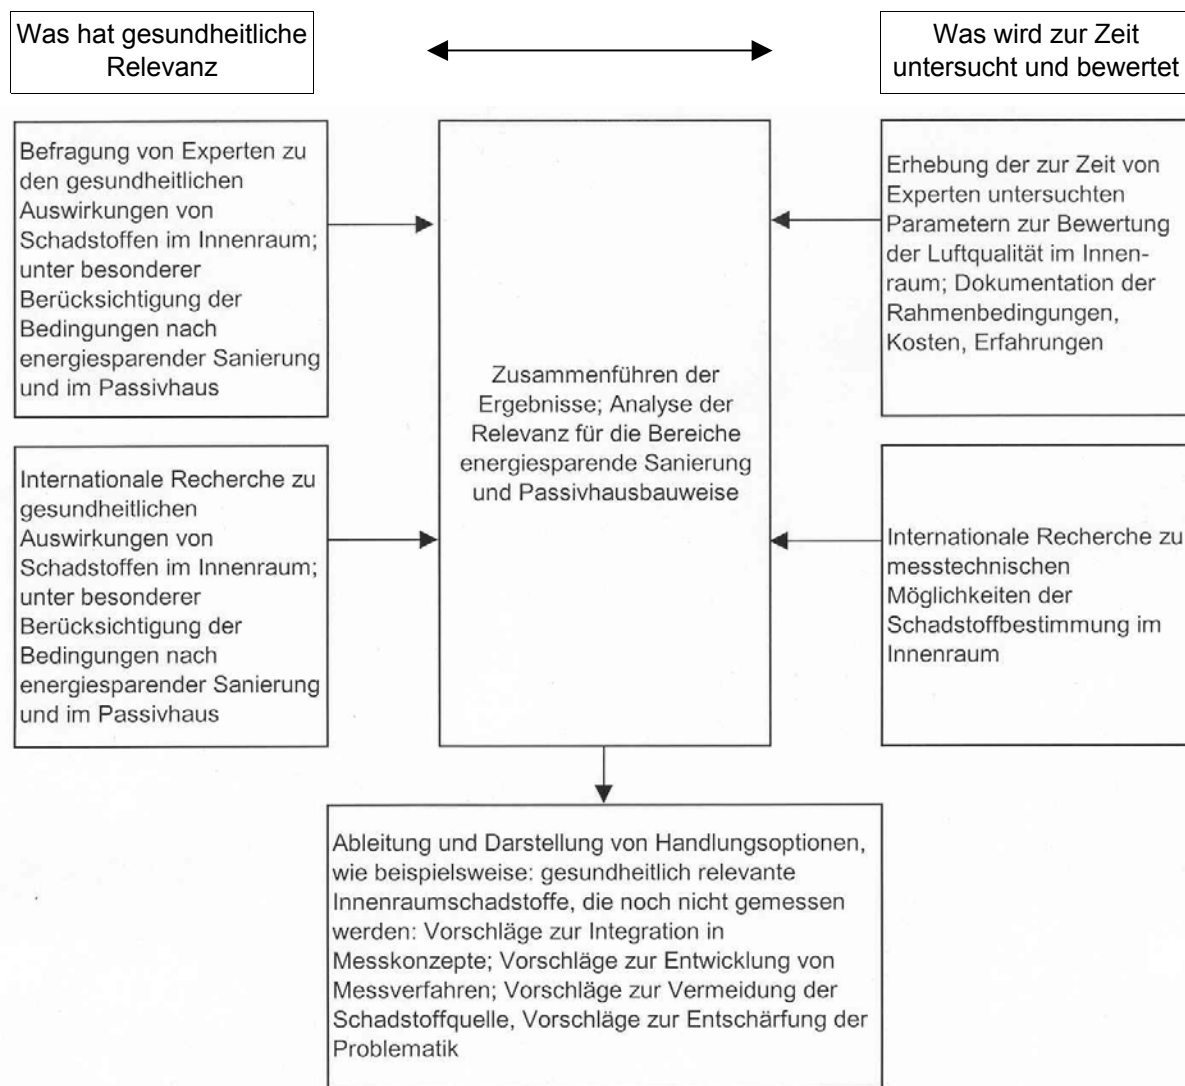 Was hat gesundheitliche
Relevanz
Was wird zur Zeit
untersucht und bewertet
Befragung von Experten zu
den gesundheitlichen
Auswirkungen von
Schadstoffen im Innenraum;
unter besonderer
Berücksichtigung der
Bedingungen nach
energiesparender Sanierung
und im Passivhaus
Internationale Recherche zu
gesundheitlichen
Auswirkungen von
Schadstoffen im Innenraum;
unter besonderer
Berücksichtigung der
Bedingungen nach
energiesparender Sanierung
und im Passivhaus
Zusammenführen der
Ergebnisse; Analyse der
Relevanz für die Bereiche
energiesparende Sanierung
und Passivhausbauweise
Erhebung der zur Zeit von
Experten untersuchten
Parametern zur Bewertung
der Luftqualität im Innen-
raum; Dokumentation der
Rahmenbedingungen,
Kosten, Erfahrungen
Internationale Recherche zu
messtechnischen
Möglichkeiten der
Schadstoffbestimmung im
Innenraum
Ableitung und Darstellung von Handlungsoptionen,
wie beispielsweise: gesundheitlich relevante
Innenraumschadstoffe, die noch nicht gemessen
werden: Vorschläge zur Integration in
Messkonzepte; Vorschläge zur Entwicklung von
Messverfahren; Vorschläge zur Vermeidung der
Schadstoffquelle, Vorschläge zur Entschärfung der
Problematik